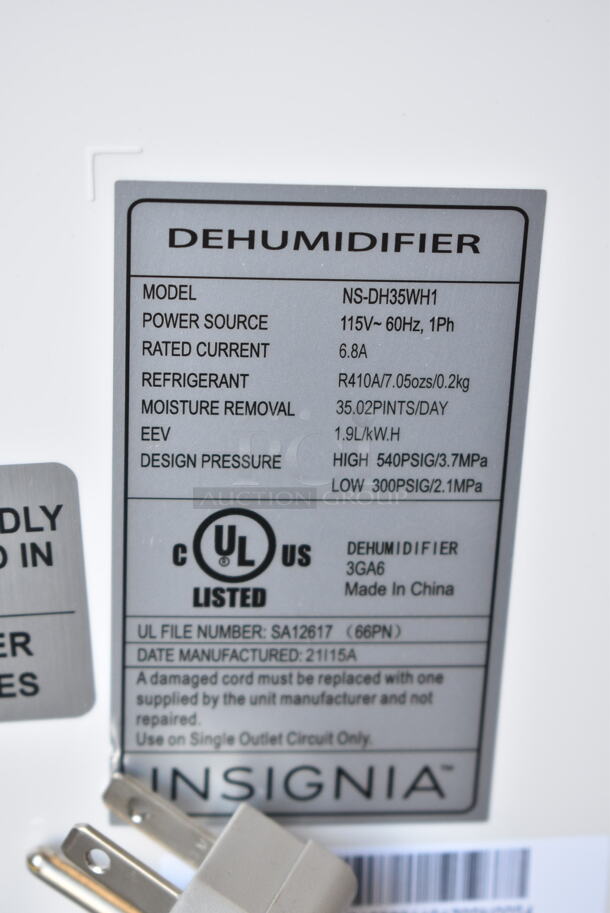 DEHUMIDIFIER
MODEL NS-DH35WH1
POWER SOURCE 115V~ 60Hz, 1Ph
RATED CURRENT 6.8A
REFRIGERANT R410A/7.05ozs/0.2kg
MOISTURE REMOVAL 35.02PINTS/DAY
EEV 1.9L/kW.H
DESIGN PRESSURE HIGH 540PSIG/3.7MPa
LOW 300PSIG/2.1MPa
AUCTION GROUP
C UL US
®
LISTED
DEHUMIDIFIER
3GA6
Made In China
UL FILE NUMBER: SA12617 (66PN)
DATE MANUFACTURED: 21I15A
A damaged cord must be replaced with one
supplied by the unit manufacturer and not
repaired.
Use on Single Outlet Circuit Only.
INSIGNIA™
DLY
IN
ER
ES